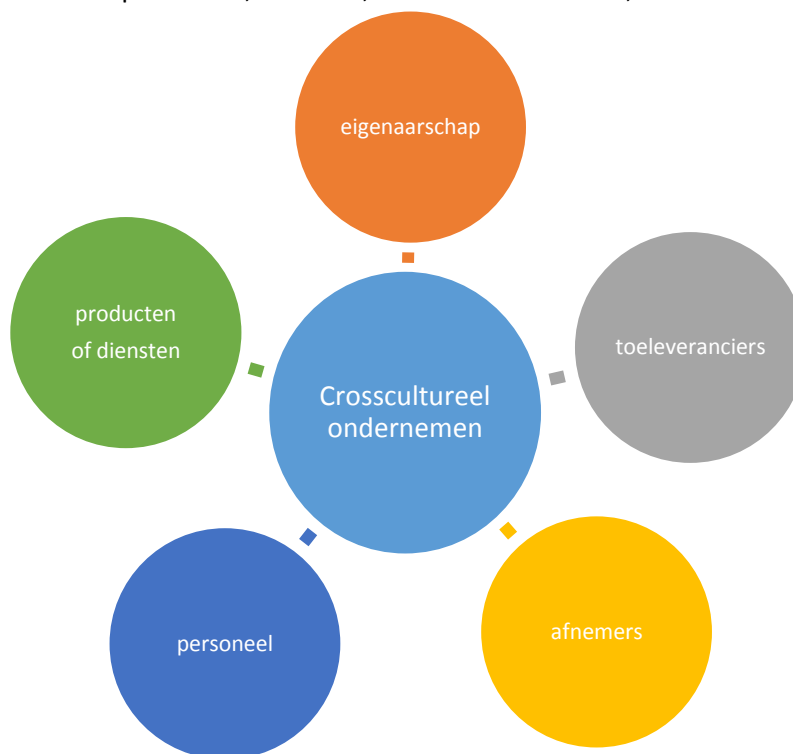 eigenaarschap
producten
of diensten
toeleveranciers
Crosscultureel
ondernemen
personeel
afnemers